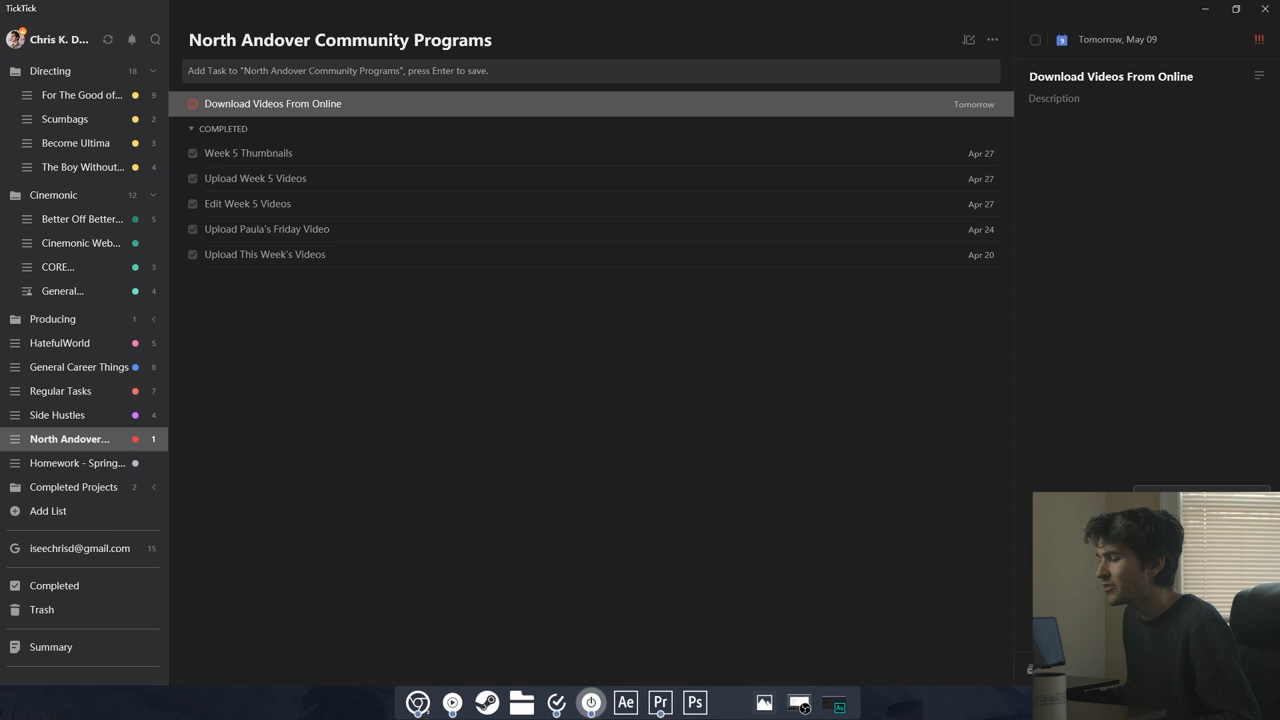 TickTick
Chris K. D...
Directing 18
For The Good of... 9
Scumbags 2
Become Ultima 3
The Boy Without... 4
Cinemonic 12
Better Off Better... 5
Cinemonic Web...
CORE... 3
General... 4
Producing 1
HatefulWorld 5
General Career Things 8
Regular Tasks 7
Side Hustles 4
North Andover... 1
Homework - Spring...
Completed Projects 2
Add List
iseechrisd@gmail.com 15
Completed
Trash
Summary
North Andover Community Programs
Add Task to "North Andover Community Programs", press Enter to save.
Download Videos From Online Tomorrow
COMPLETED
Week 5 Thumbnails Apr 27
Upload Week 5 Videos Apr 27
Edit Week 5 Videos Apr 27
Upload Paula's Friday Video Apr 24
Upload This Week's Videos Apr 20
9 Tomorrow, May 09 !!!
Download Videos From Online
Description
Ae Pr Ps Au